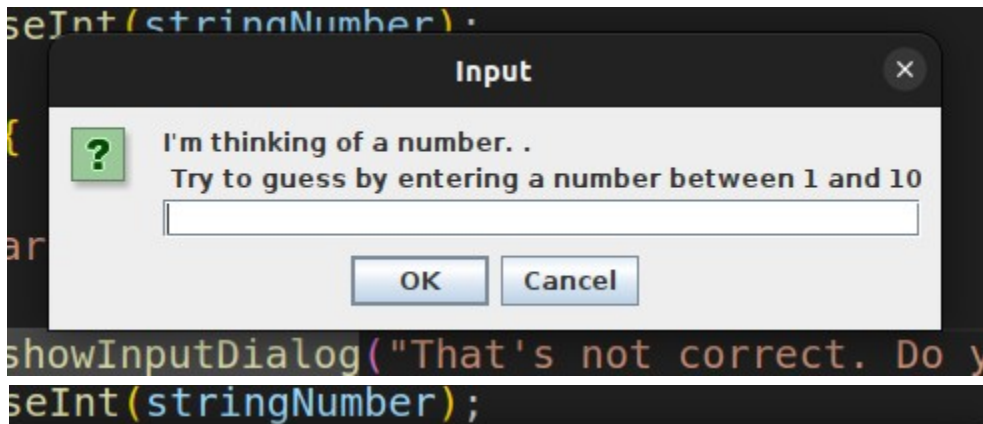 seInt(stringNumber);
Input
{
?
I'm thinking of a number. .
Try to guess by entering a number between 1 and 10
ar
OK Cancel
showInputDialog("That's not correct. Do y
seInt(stringNumber);